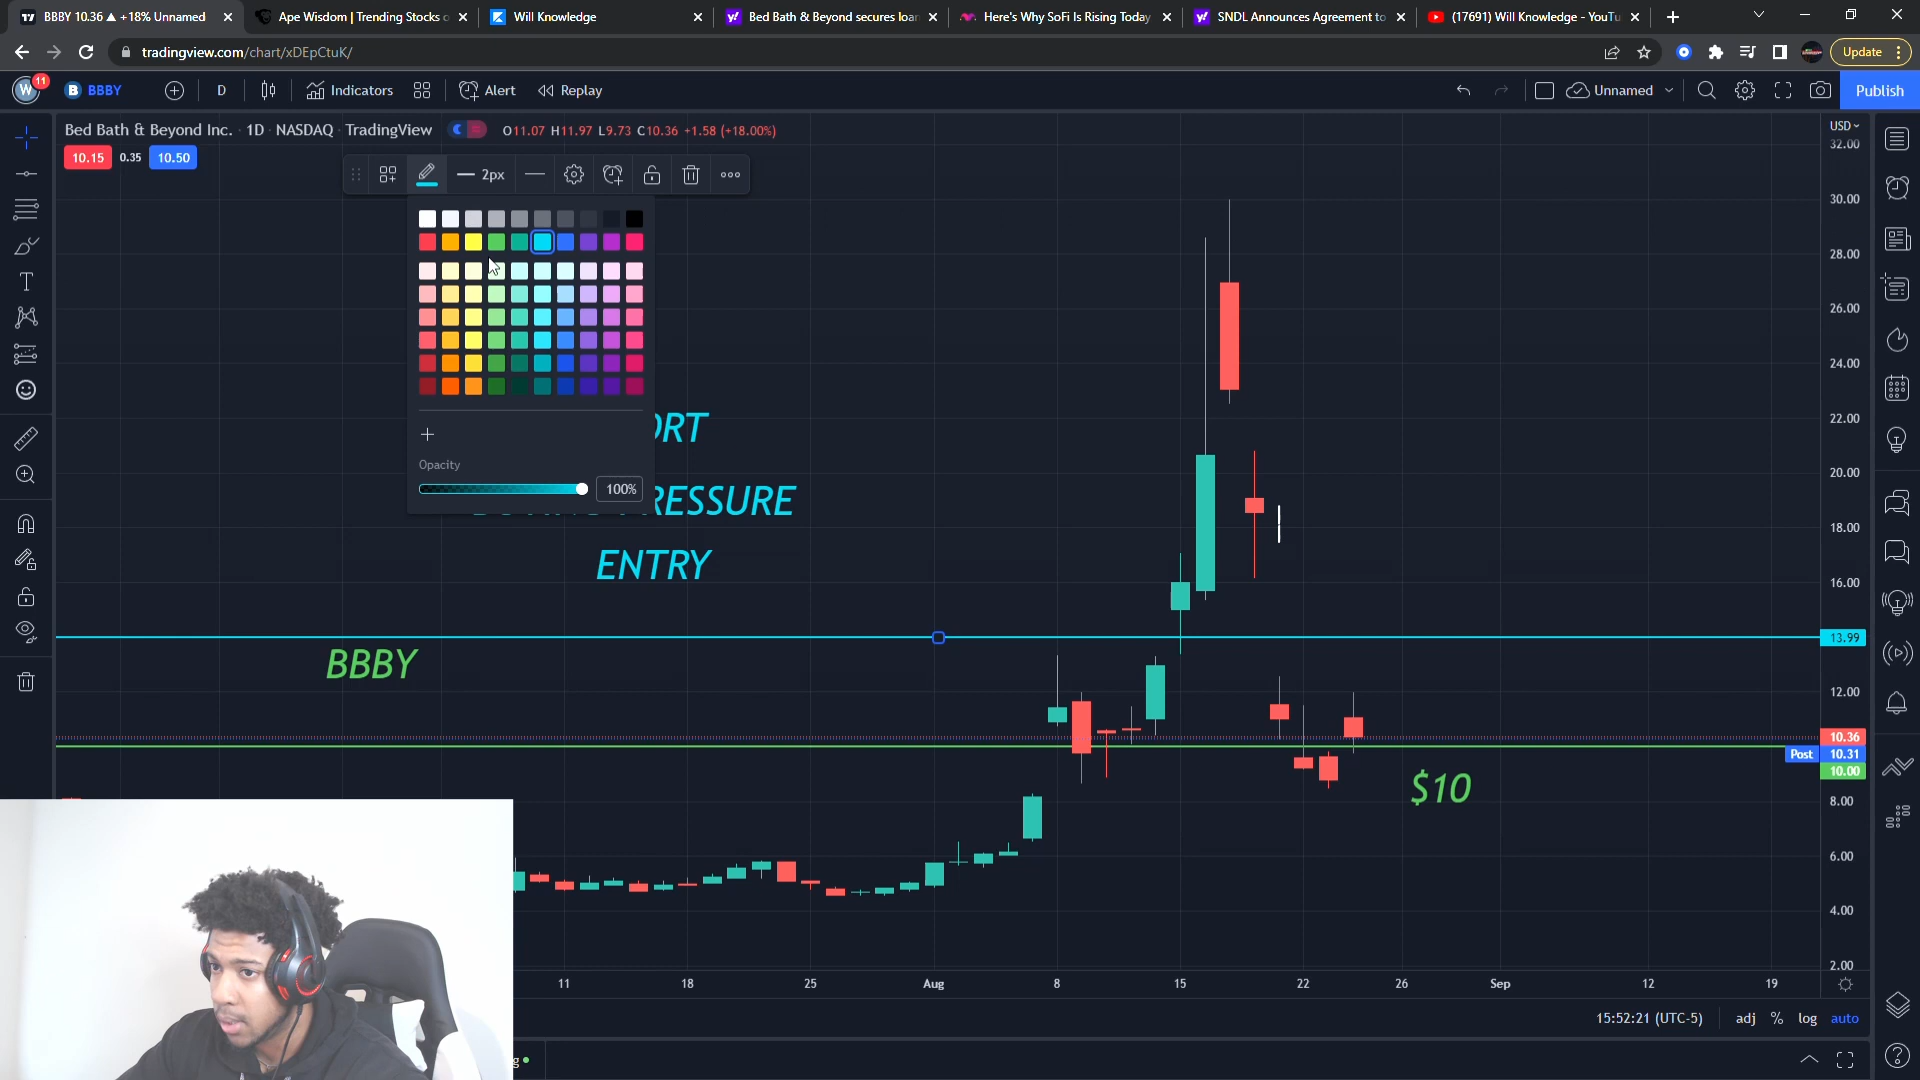 BBBY 10.36 ▲ +18% Unnamed
Ape Wisdom | Trending Stocks o
Will Knowledge
Bed Bath & Beyond secures loan
Here's Why SoFi Is Rising Today
SNDL Announces Agreement to
(17691) Will Knowledge - YouTu
tradingview.com/chart/xDEpCtuK/
Update
W 11
B BBBY
D
Indicators
Alert
Replay
Unnamed
Publish
Bed Bath & Beyond Inc. · 1D · NASDAQ · TradingView
O11.07 H11.97 L9.73 C10.36 +1.58 (+18.00%)
USD
10.15 0.35 10.50
2px
32.00
30.00
28.00
26.00
24.00
22.00
20.00
18.00
16.00
13.99
12.00
10.36
Post 10.31
10.00
8.00
6.00
4.00
2.00
ORT
Opacity
100%
RESSURE
ENTRY
BBBY
$10
11 18 25 Aug 8 15 22 26 Sep 12 19
15:52:21 (UTC-5) adj % log auto
g